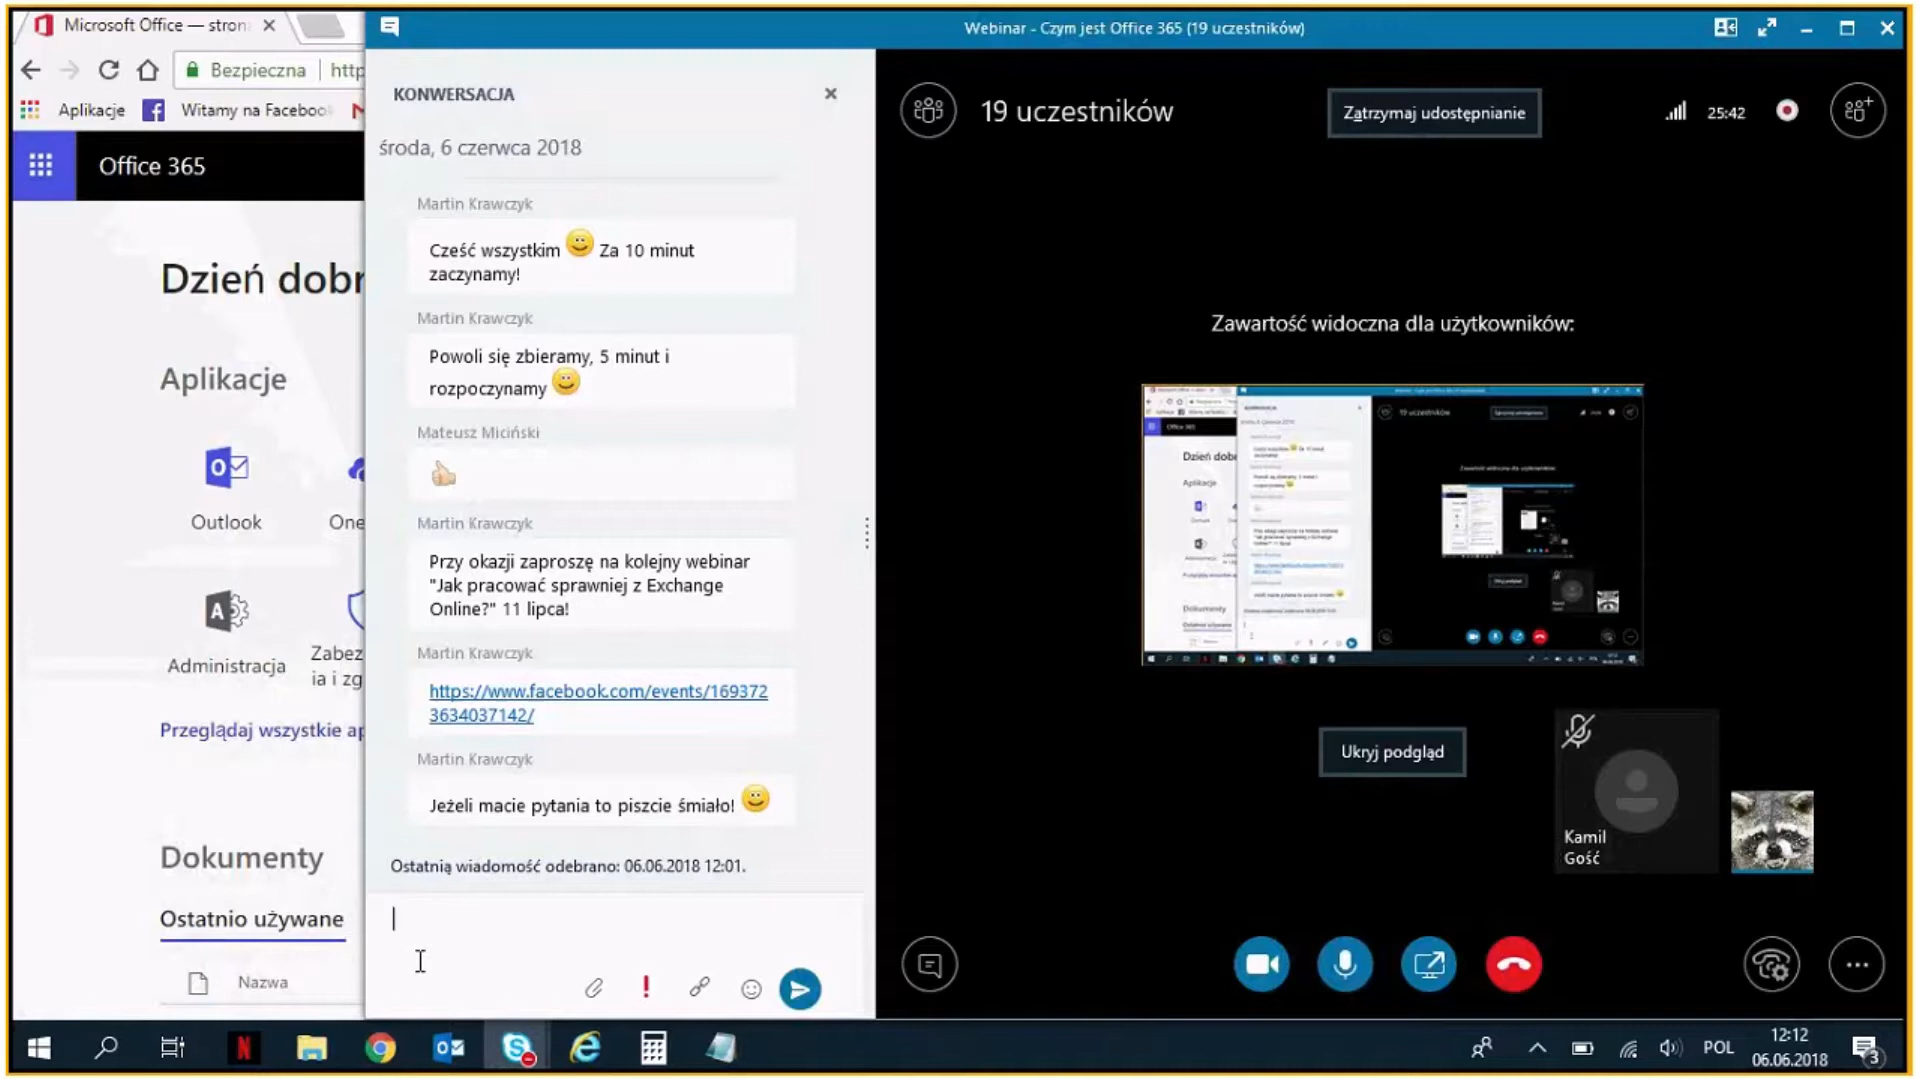 Microsoft Office — stron
Webinar - Czym jest Office 365 (19 uczestników)
Bezpieczna
http
Aplikacje
Witamy na Facebook
Office 365
Dzień dobr
Aplikacje
Outlook
One
Administracja
Zabez
ia i zg
Przeglądaj wszystkie ap
Dokumenty
Ostatnio używane
Nazwa
KONWERSACJA
środa, 6 czerwca 2018
Martin Krawczyk
Cześć wszystkim 🙂 Za 10 minut
zaczynamy!
Martin Krawczyk
Powoli się zbieramy, 5 minut i
rozpoczynamy 🙂
Mateusz Miciński
Martin Krawczyk
Przy okazji zaproszę na kolejny webinar
"Jak pracować sprawniej z Exchange
Online?" 11 lipca!
Martin Krawczyk
https://www.facebook.com/events/169372
3634037142/
Martin Krawczyk
Jeżeli macie pytania to piszcie śmiało! 🙂
Ostatnią wiadomość odebrano: 06.06.2018 12:01.
19 uczestników
Zatrzymaj udostępnianie
25:42
Zawartość widoczna dla użytkowników:
Ukryj podgląd
Kamil
Gość
POL
12:12
06.06.2018
3